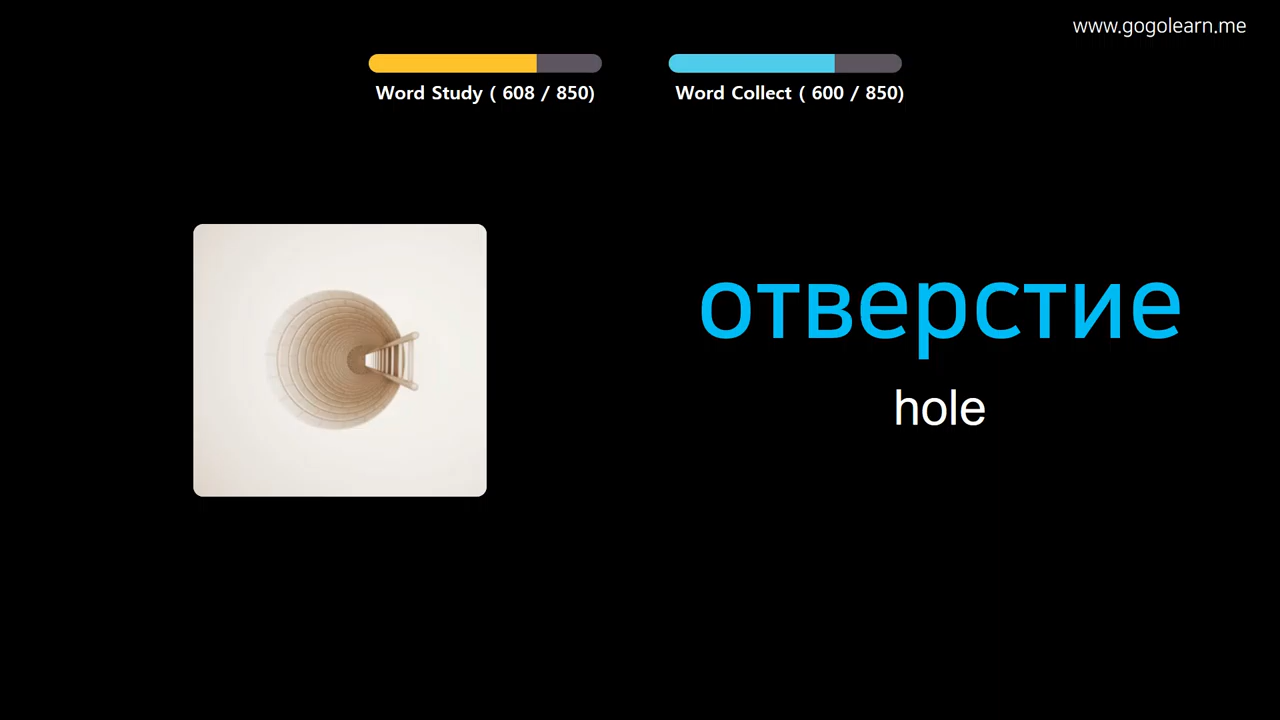 www.gogolearn.me
Word Study ( 608 / 850)
Word Collect ( 600 / 850)
отверстие
hole